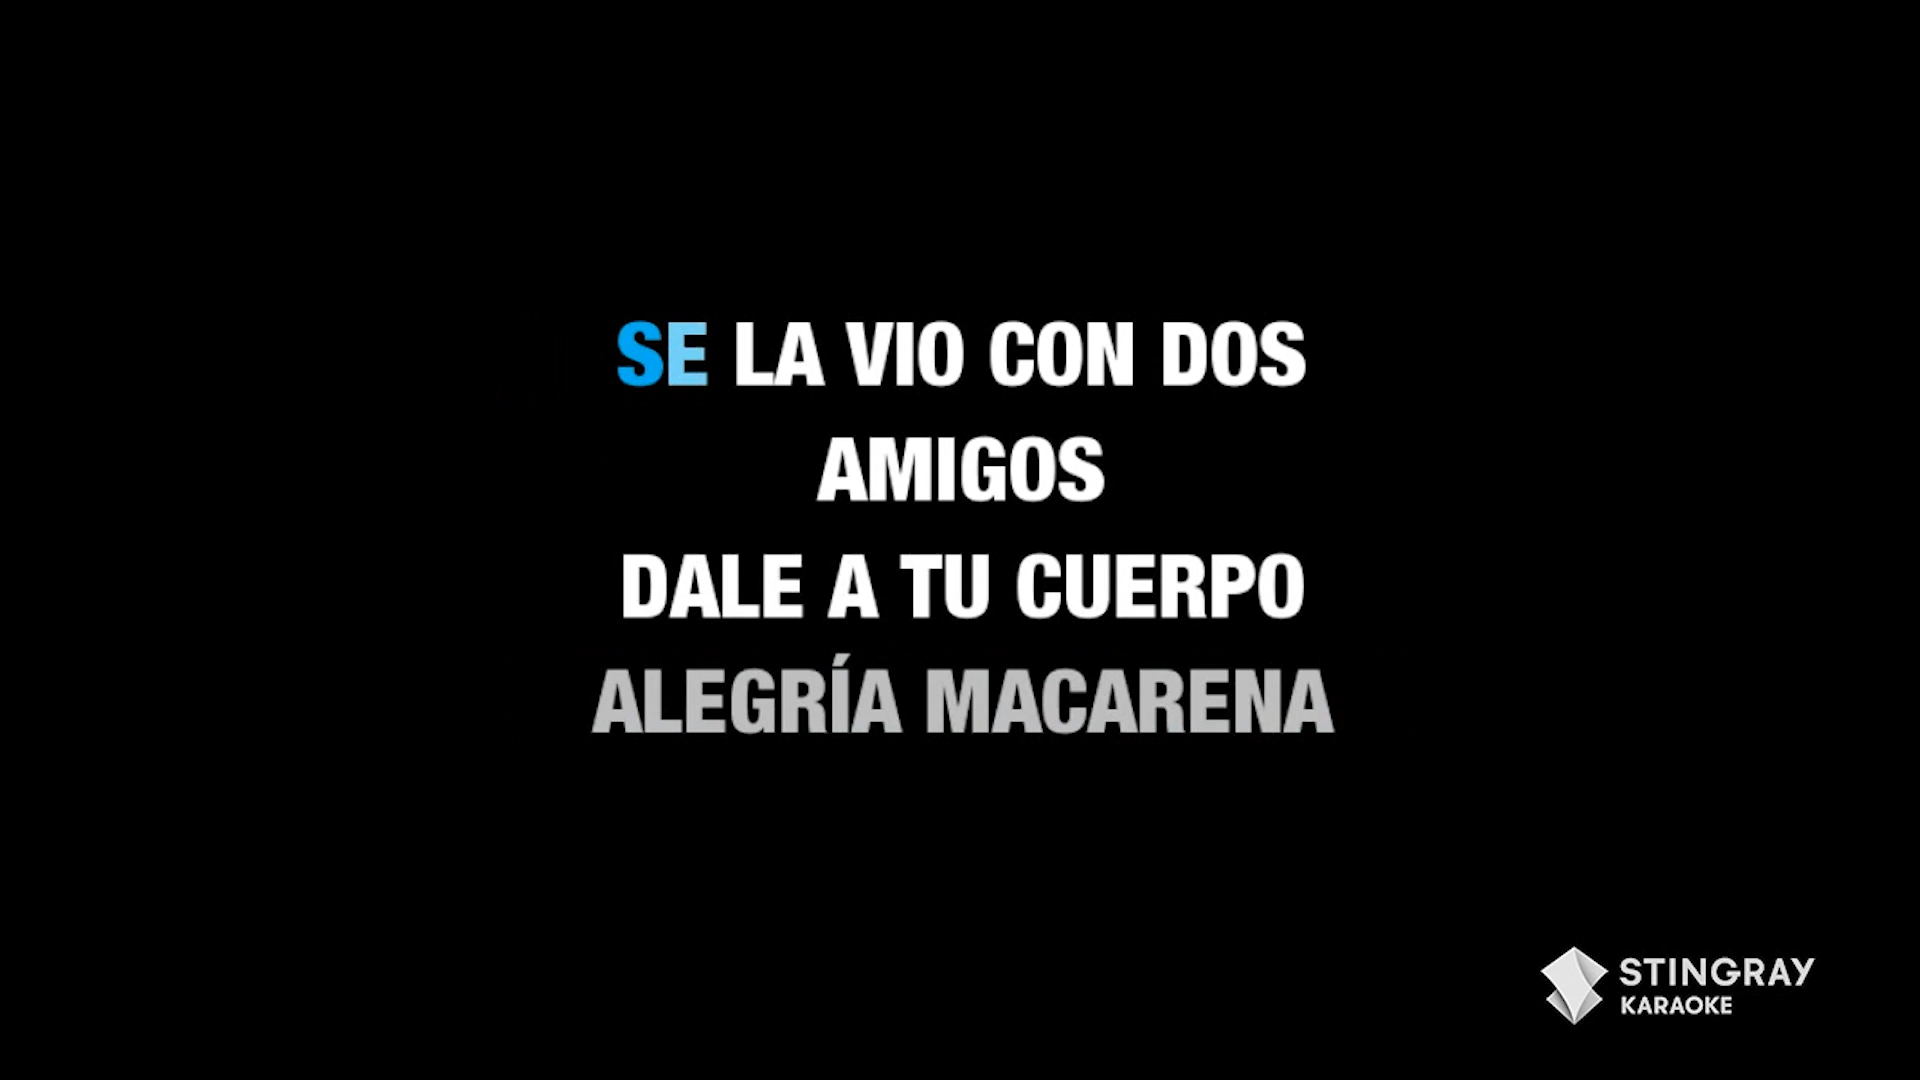 SE LA VIO CON DOS
AMIGOS
DALE A TU CUERPO
ALEGRÍA MACARENA
STINGRAY
KARAOKE